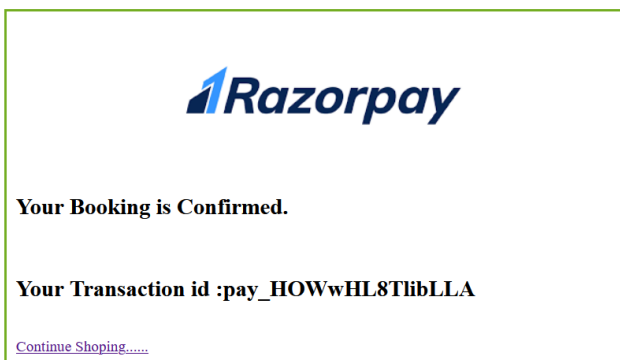 Razorpay
Your Booking is Confirmed.
Your Transaction id :pay_HOWwHL8TlibLLA
Continue Shoping......